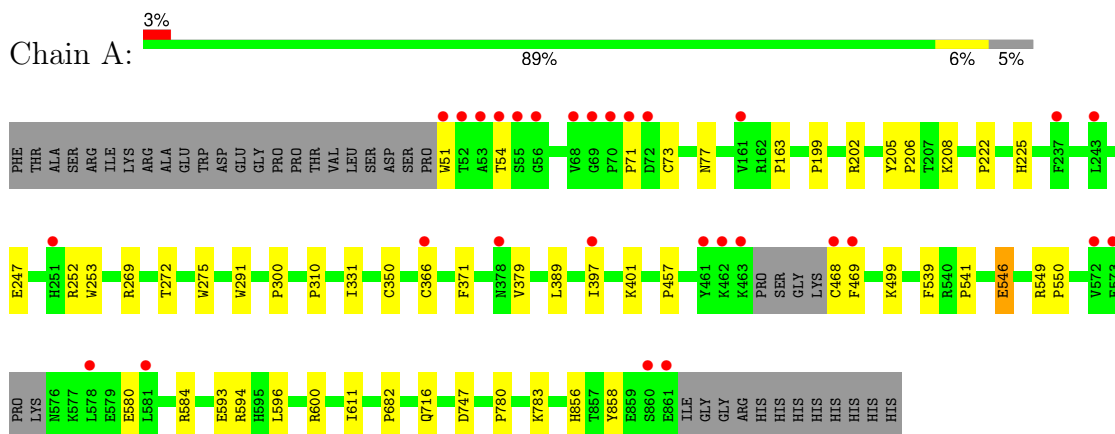 3%
Chain A:
89% 6% 5%
PHE THR ALA SER ARG ILE LYS ARG ALA GLU TRP ASP ASP GLU GLY PRO PRO THR VAL LEU SER ASP SER PRO W51 T52 A53 T54 S55 G56 V68 G69 P70 P71 D72 C73 N77 V161 R162 P163 P199 R202 Y205 P206 T207 K208 P222 H225 F237 L243
E247 H251 R252 W253 R269 T272 W275 W291 P300 P310 I331 C350 C366 F371 N378 V379 L389 I397 K401 P457 Y461 K462 K463 PRO SER GLY LYS C468 F469 K499 F539 R540 P541 E546 R549 P550 V572
PRO LYS N576 K577 L578 E579 E580 L581 R584 E593 R594 H595 L596 R600 I611 P682 Q716 D747 P780 K783 H856 T857 Y858 E859 S860 E861 ILE GLY GLY ARG HIS HIS HIS HIS HIS HIS HIS HIS